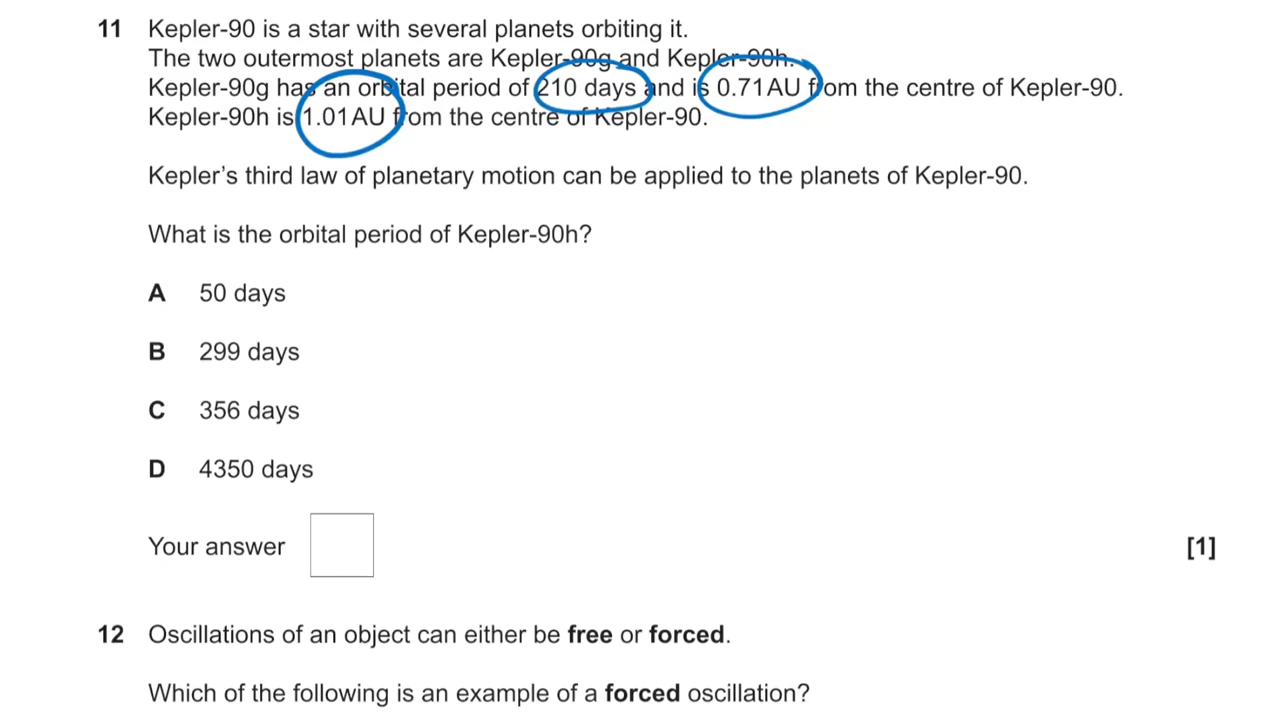 11 Kepler-90 is a star with several planets orbiting it.
The two outermost planets are Kepler-90g and Kepler-90h.
Kepler-90g has an orbital period of 210 days and is 0.71 AU from the centre of Kepler-90.
Kepler-90h is 1.01 AU from the centre of Kepler-90.
Kepler’s third law of planetary motion can be applied to the planets of Kepler-90.
What is the orbital period of Kepler-90h?
A 50 days
B 299 days
C 356 days
D 4350 days
Your answer [1]
12 Oscillations of an object can either be free or forced.
Which of the following is an example of a forced oscillation?